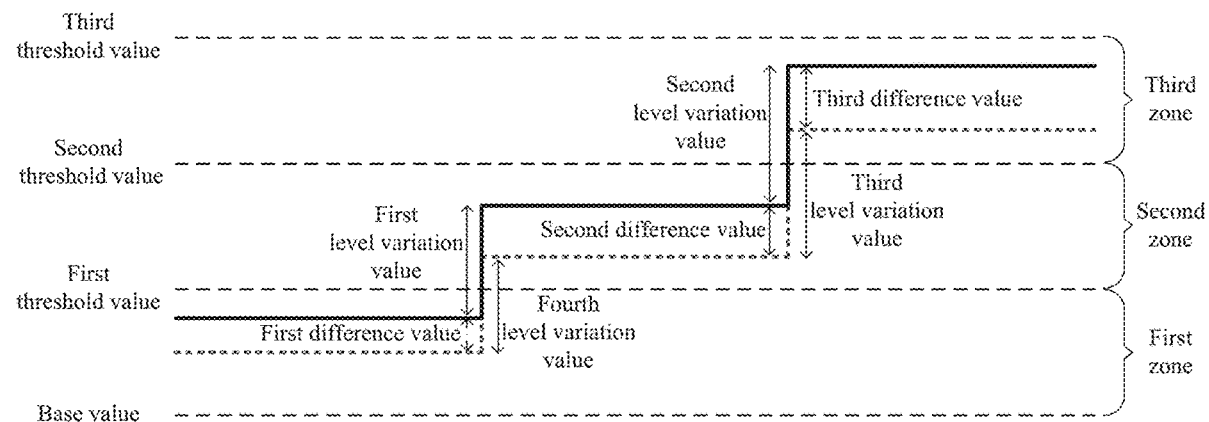 Third
threshold value
Second
threshold value
First
threshold value
Base value
First
level variation
value
First difference value
Fourth
level variation
value
Second difference value
Second
level variation
value
Third difference value
Third
level variation
value
Third
zone
Second
zone
First
zone